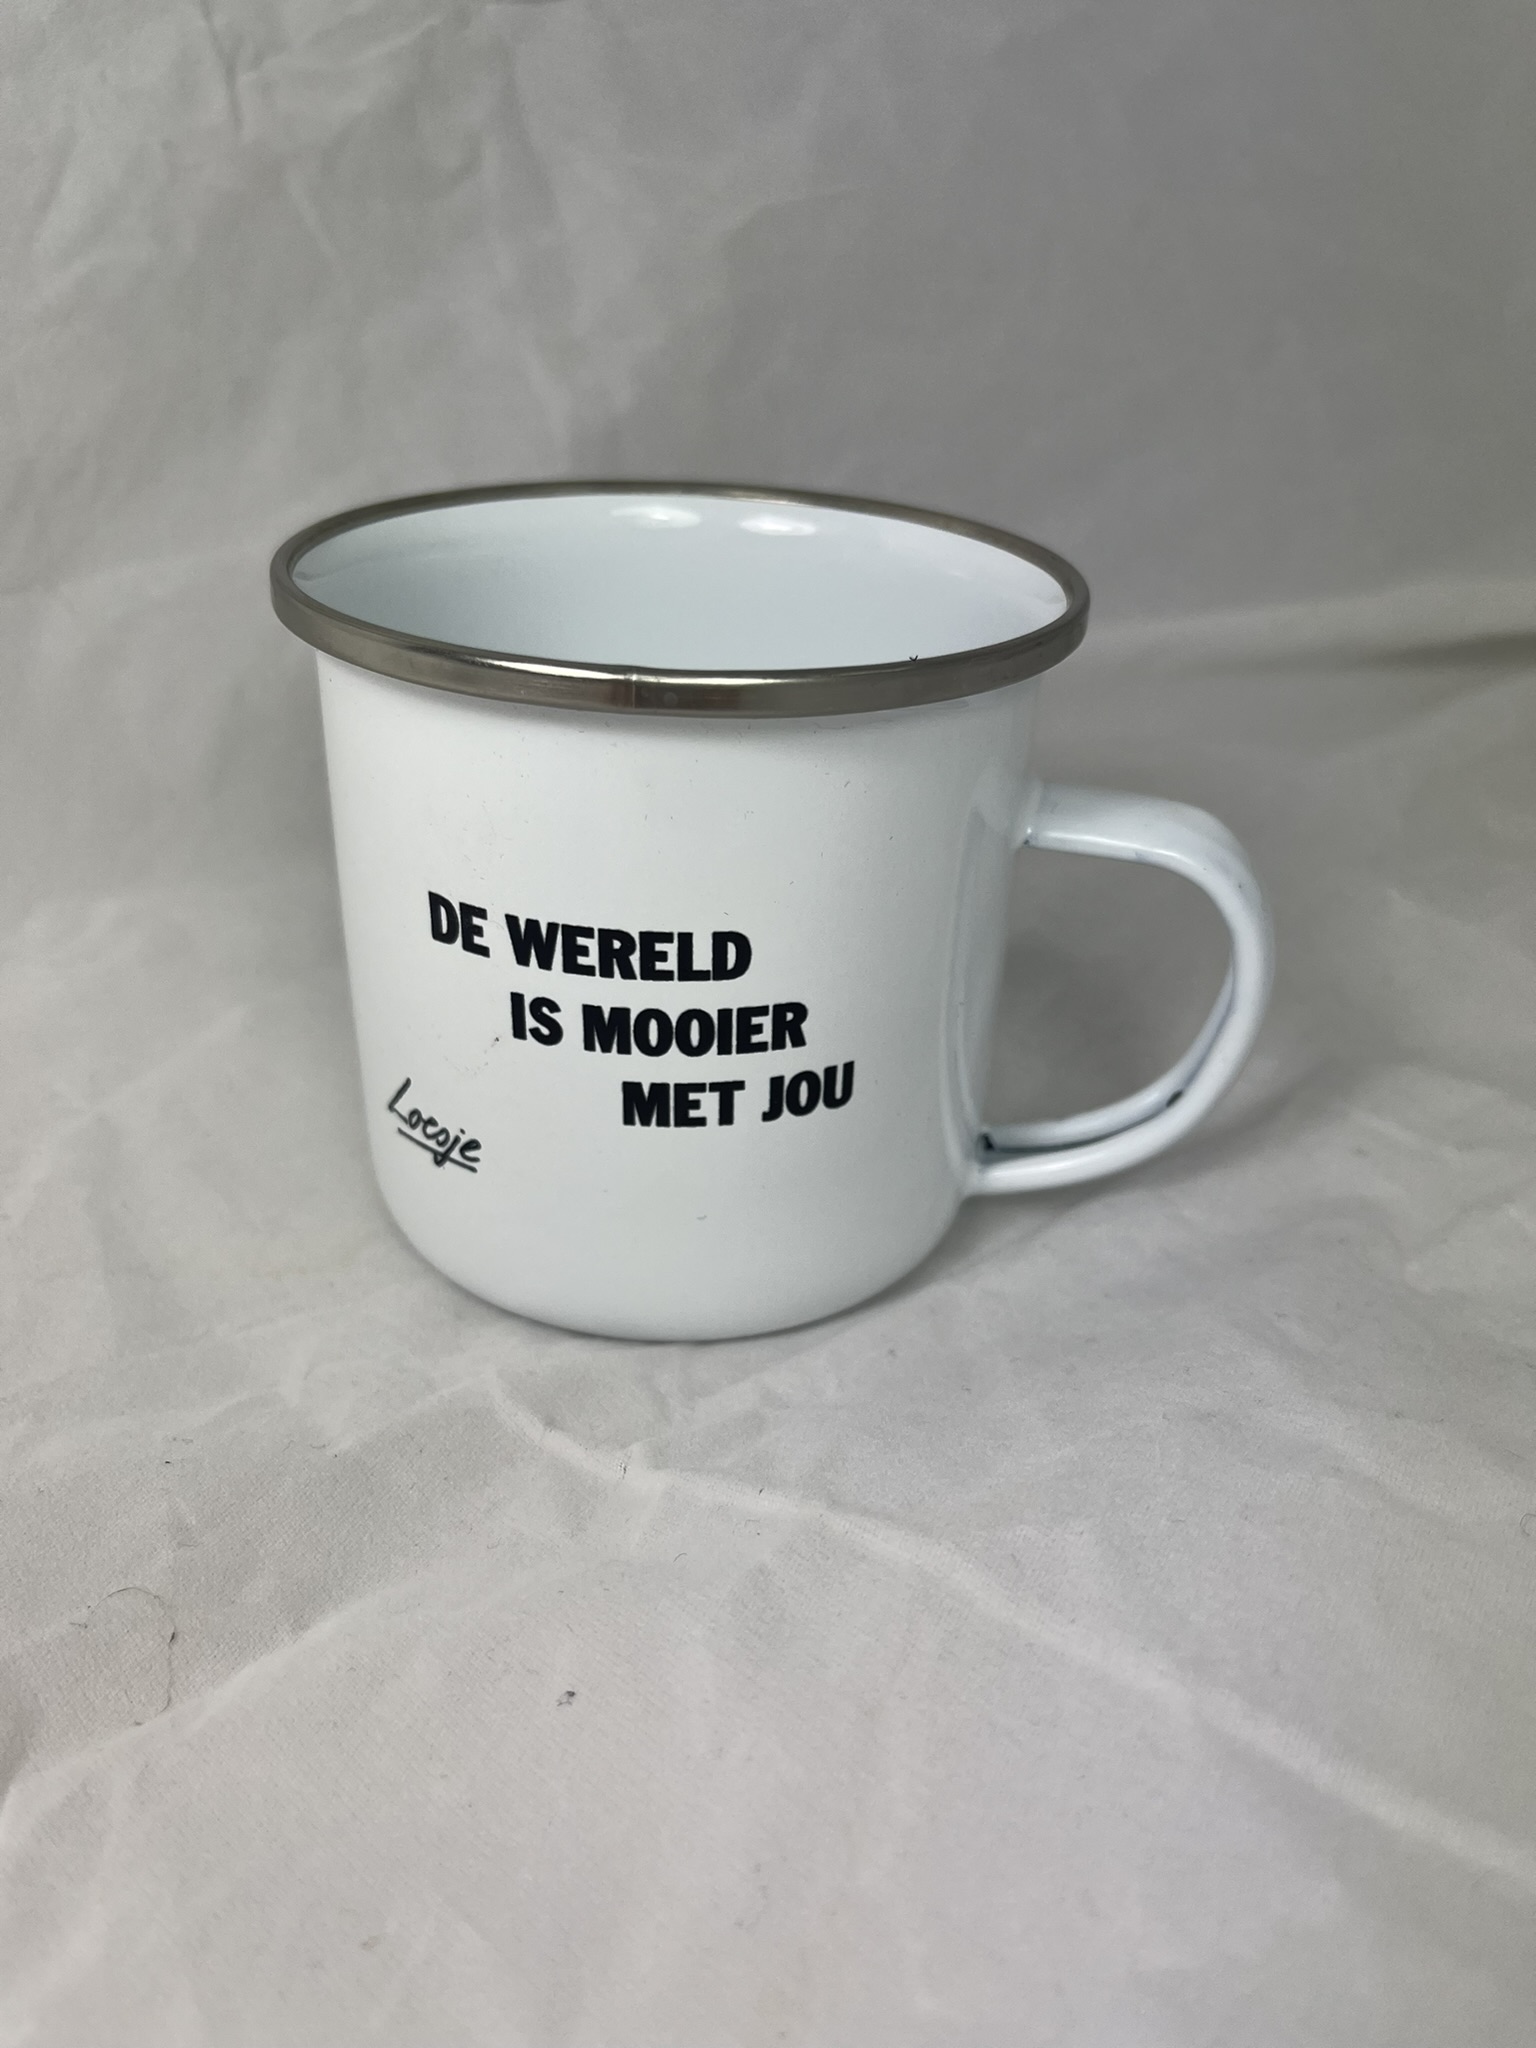 DE WERELD
IS MOOIER
MET JOU
Loesje